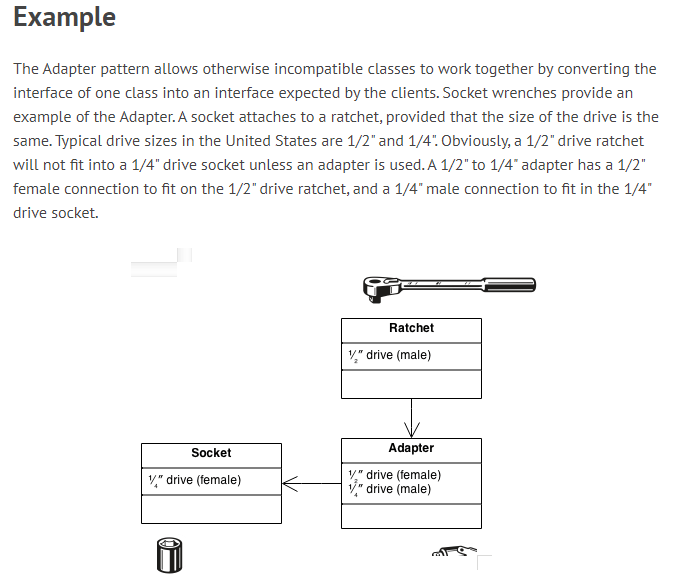 Example
The Adapter pattern allows otherwise incompatible classes to work together by converting the
interface of one class into an interface expected by the clients. Socket wrenches provide an
example of the Adapter. A socket attaches to a ratchet, provided that the size of the drive is the
same. Typical drive sizes in the United States are 1/2" and 1/4". Obviously, a 1/2" drive ratchet
will not fit into a 1/4" drive socket unless an adapter is used. A 1/2" to 1/4" adapter has a 1/2"
female connection to fit on the 1/2" drive ratchet, and a 1/4" male connection to fit in the 1/4"
drive socket.
Ratchet
1/2" drive (male)
Socket
1/4" drive (female)
Adapter
1/2" drive (female)
1/4" drive (male)